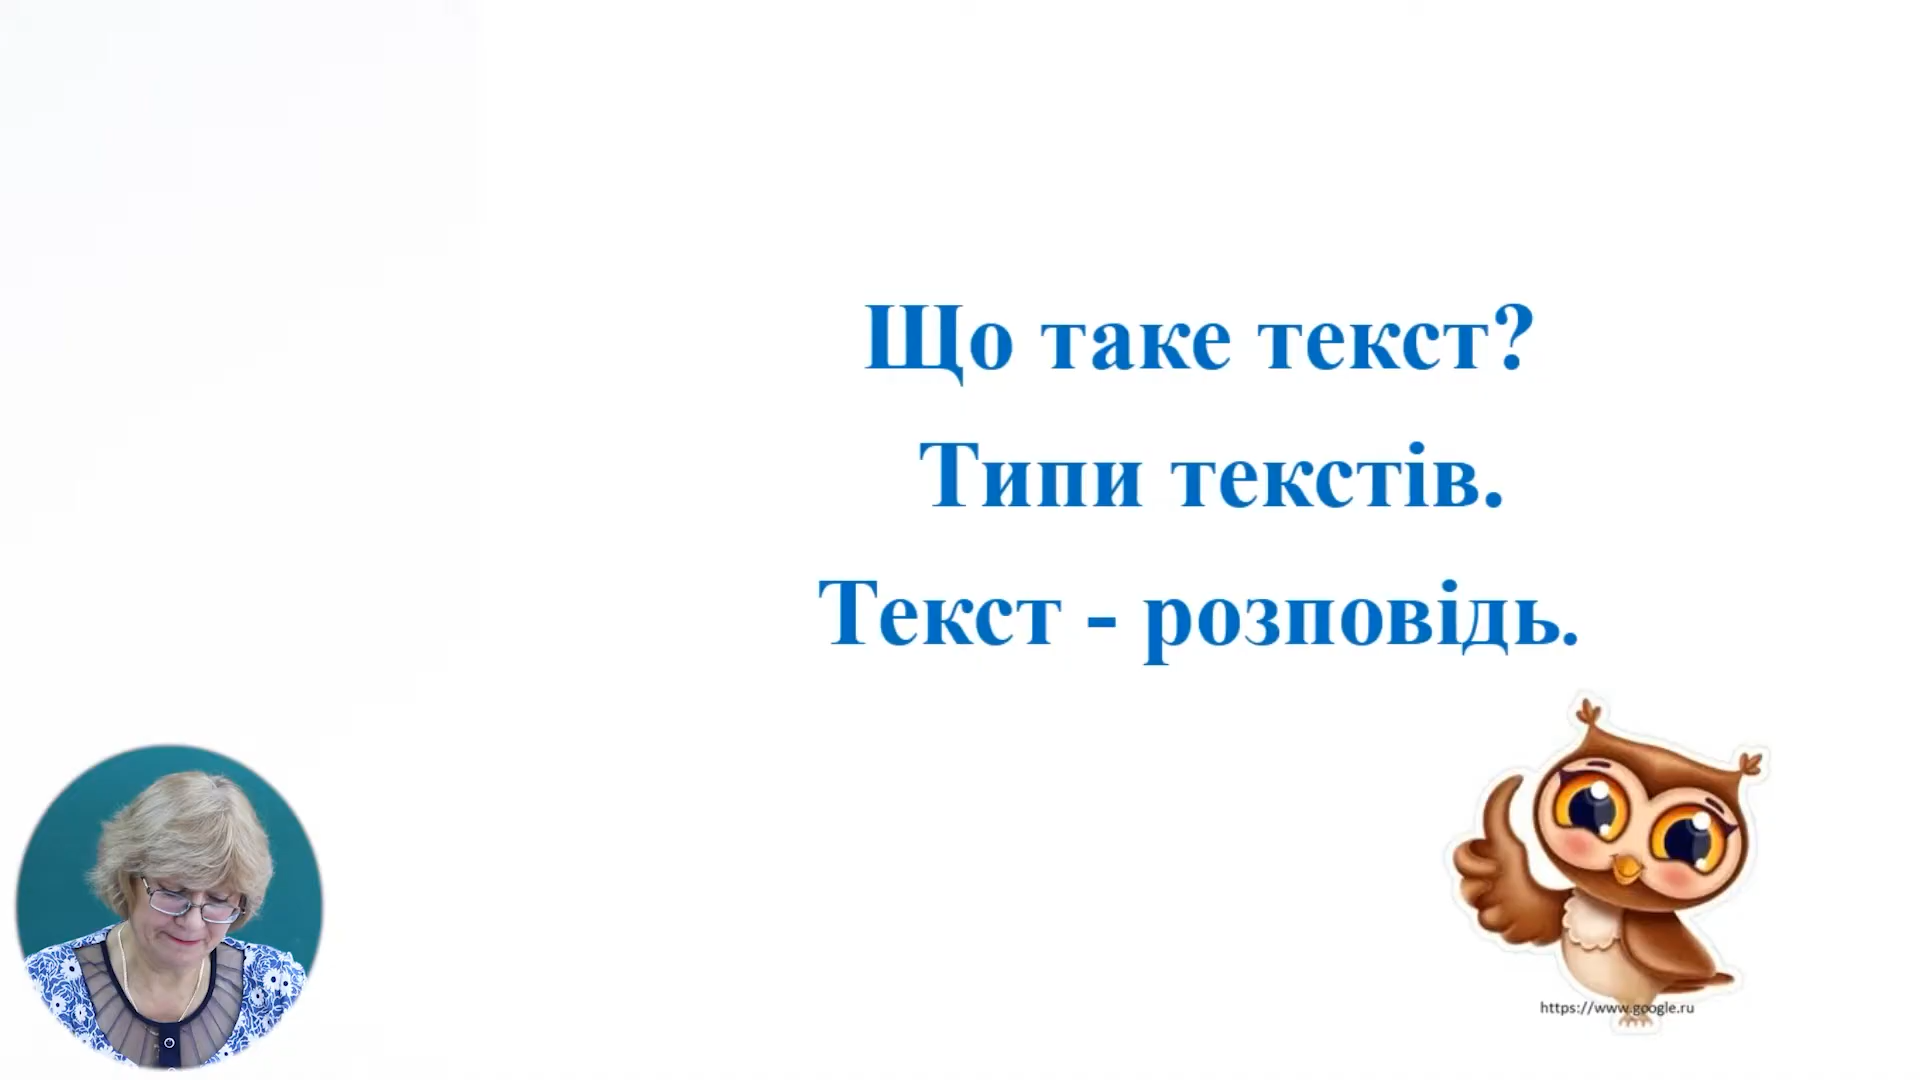 Що таке текст?
Типи текстів.
Текст - розповідь.
https://www.google.ru